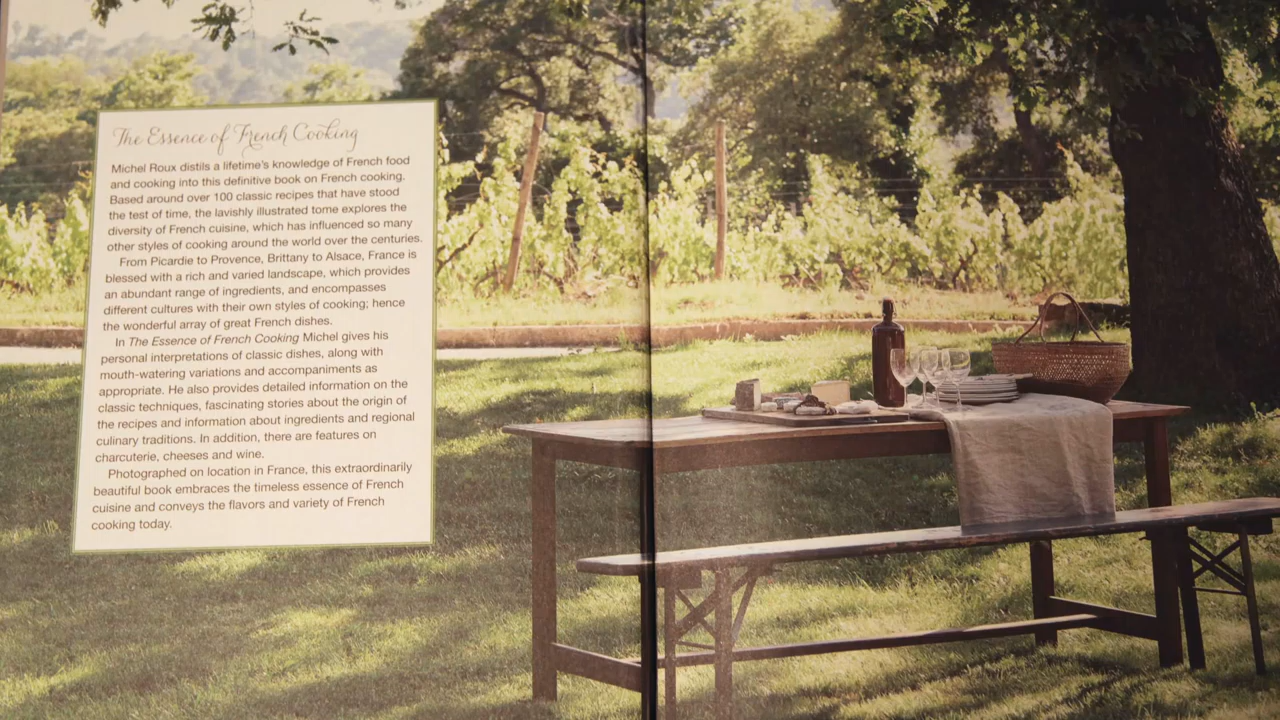 The Essence of French Cooking
Michel Roux distils a lifetime's knowledge of French food
and cooking into this definitive book on French cooking.
Based around over 100 classic recipes that have stood
the test of time, the lavishly illustrated tome explores the
diversity of French cuisine, which has influenced so many
other styles of cooking around the world over the centuries.
From Picardie to Provence, Brittany to Alsace, France is
blessed with a rich and varied landscape, which provides
an abundant range of ingredients, and encompasses
different cultures with their own styles of cooking; hence
the wonderful array of great French dishes.
In The Essence of French Cooking Michel gives his
personal interpretations of classic dishes, along with
mouth-watering variations and accompaniments as
appropriate. He also provides detailed information on the
classic techniques, fascinating stories about the origin of
the recipes and information about ingredients and regional
culinary traditions. In addition, there are features on
charcuterie, cheeses and wine.
Photographed on location in France, this extraordinarily
beautiful book embraces the timeless essence of French
cuisine and conveys the flavors and variety of French
cooking today.